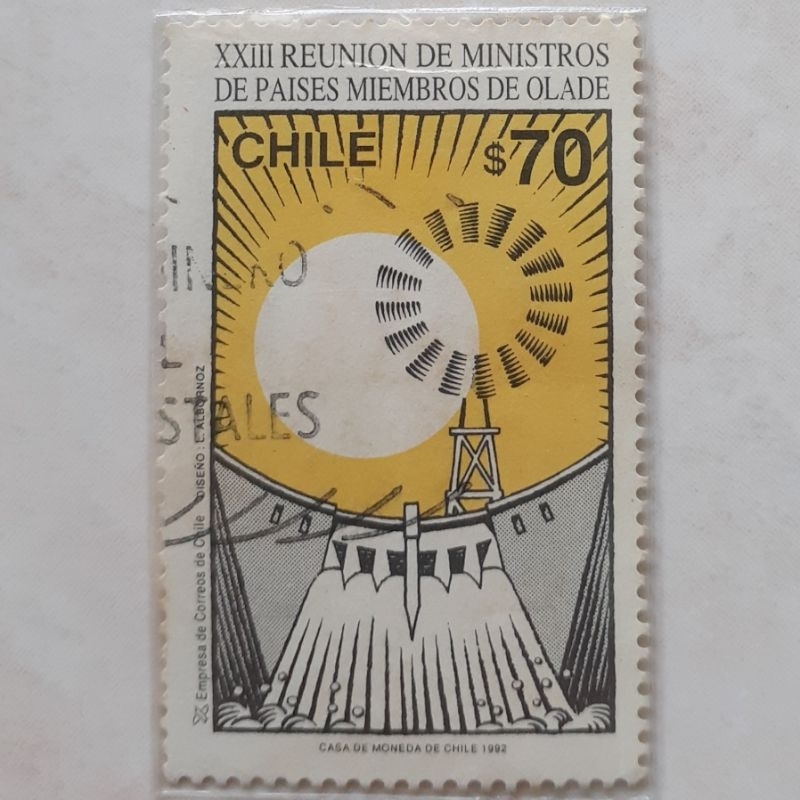 XXiII REUNION DE MINISTROS
DE PAISES MIEMBROS DE OLADE
CHILE
$70
Empresa de Correos de Chile DISEÑO : L. ALBORNOZ
CASA DE MONEDA DE CHILE 1992